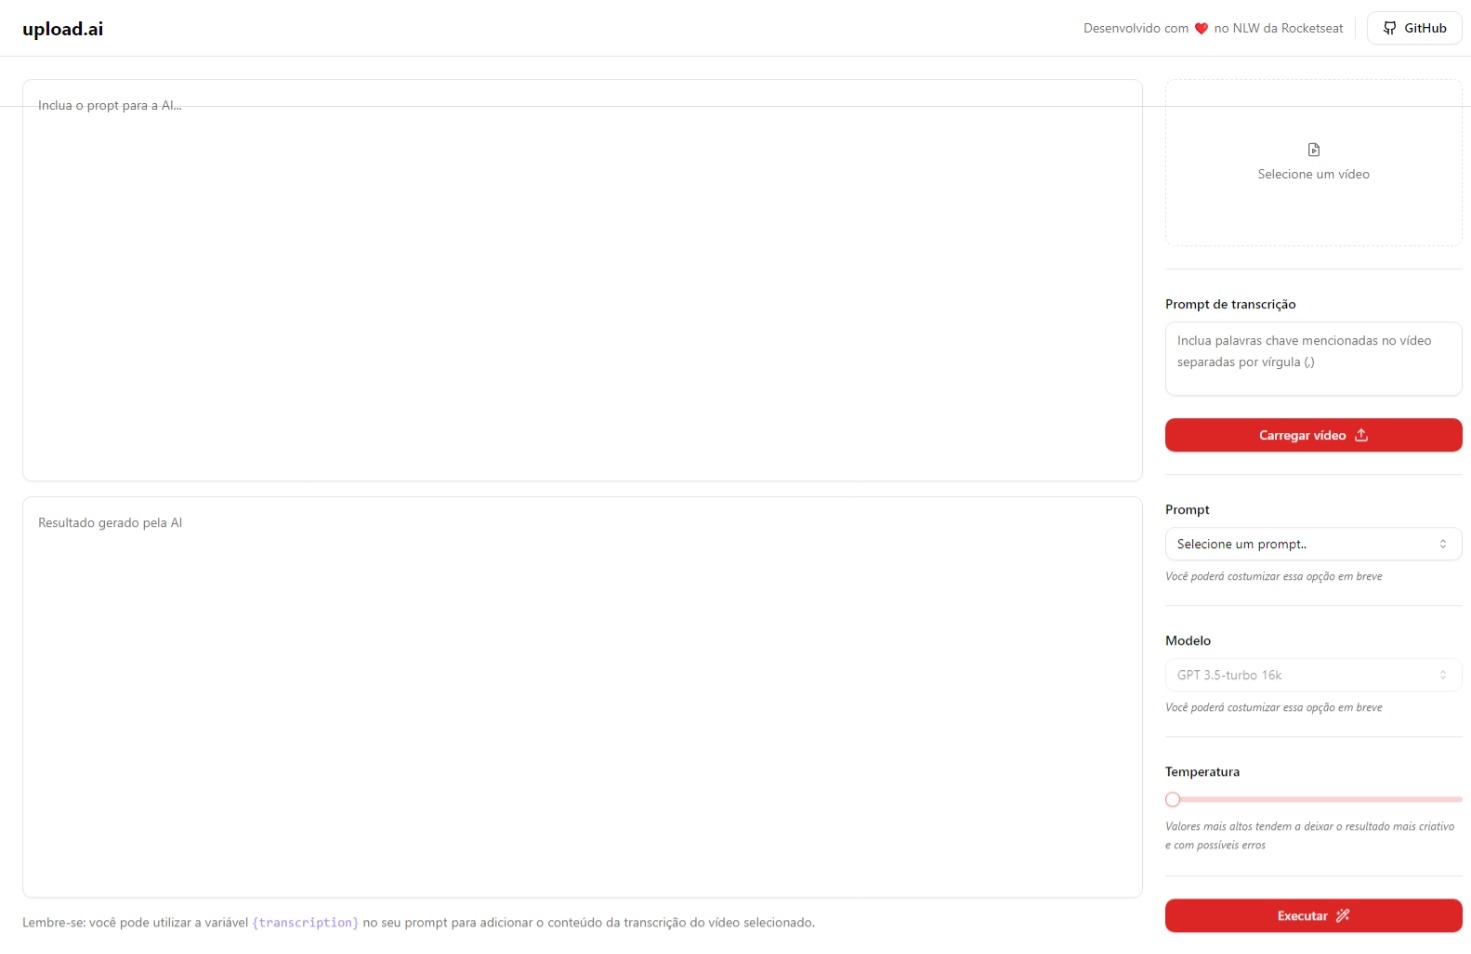 upload.ai
Desenvolvido com ❤️ no NLW da Rocketseat
GitHub
Inclua o propt para a AI...
Resultado gerado pela AI
Lembre-se: você pode utilizar a variável {transcription} no seu prompt para adicionar o conteúdo da transcrição do vídeo selecionado.
Selecione um vídeo
Prompt de transcrição
Inclua palavras chave mencionadas no vídeo
separadas por vírgula (,)
Carregar vídeo
Prompt
Selecione um prompt..
Você poderá costumizar essa opção em breve
Modelo
GPT 3.5-turbo 16k
Você poderá costumizar essa opção em breve
Temperatura
Valores mais altos tendem a deixar o resultado mais criativo
e com possíveis erros
Executar